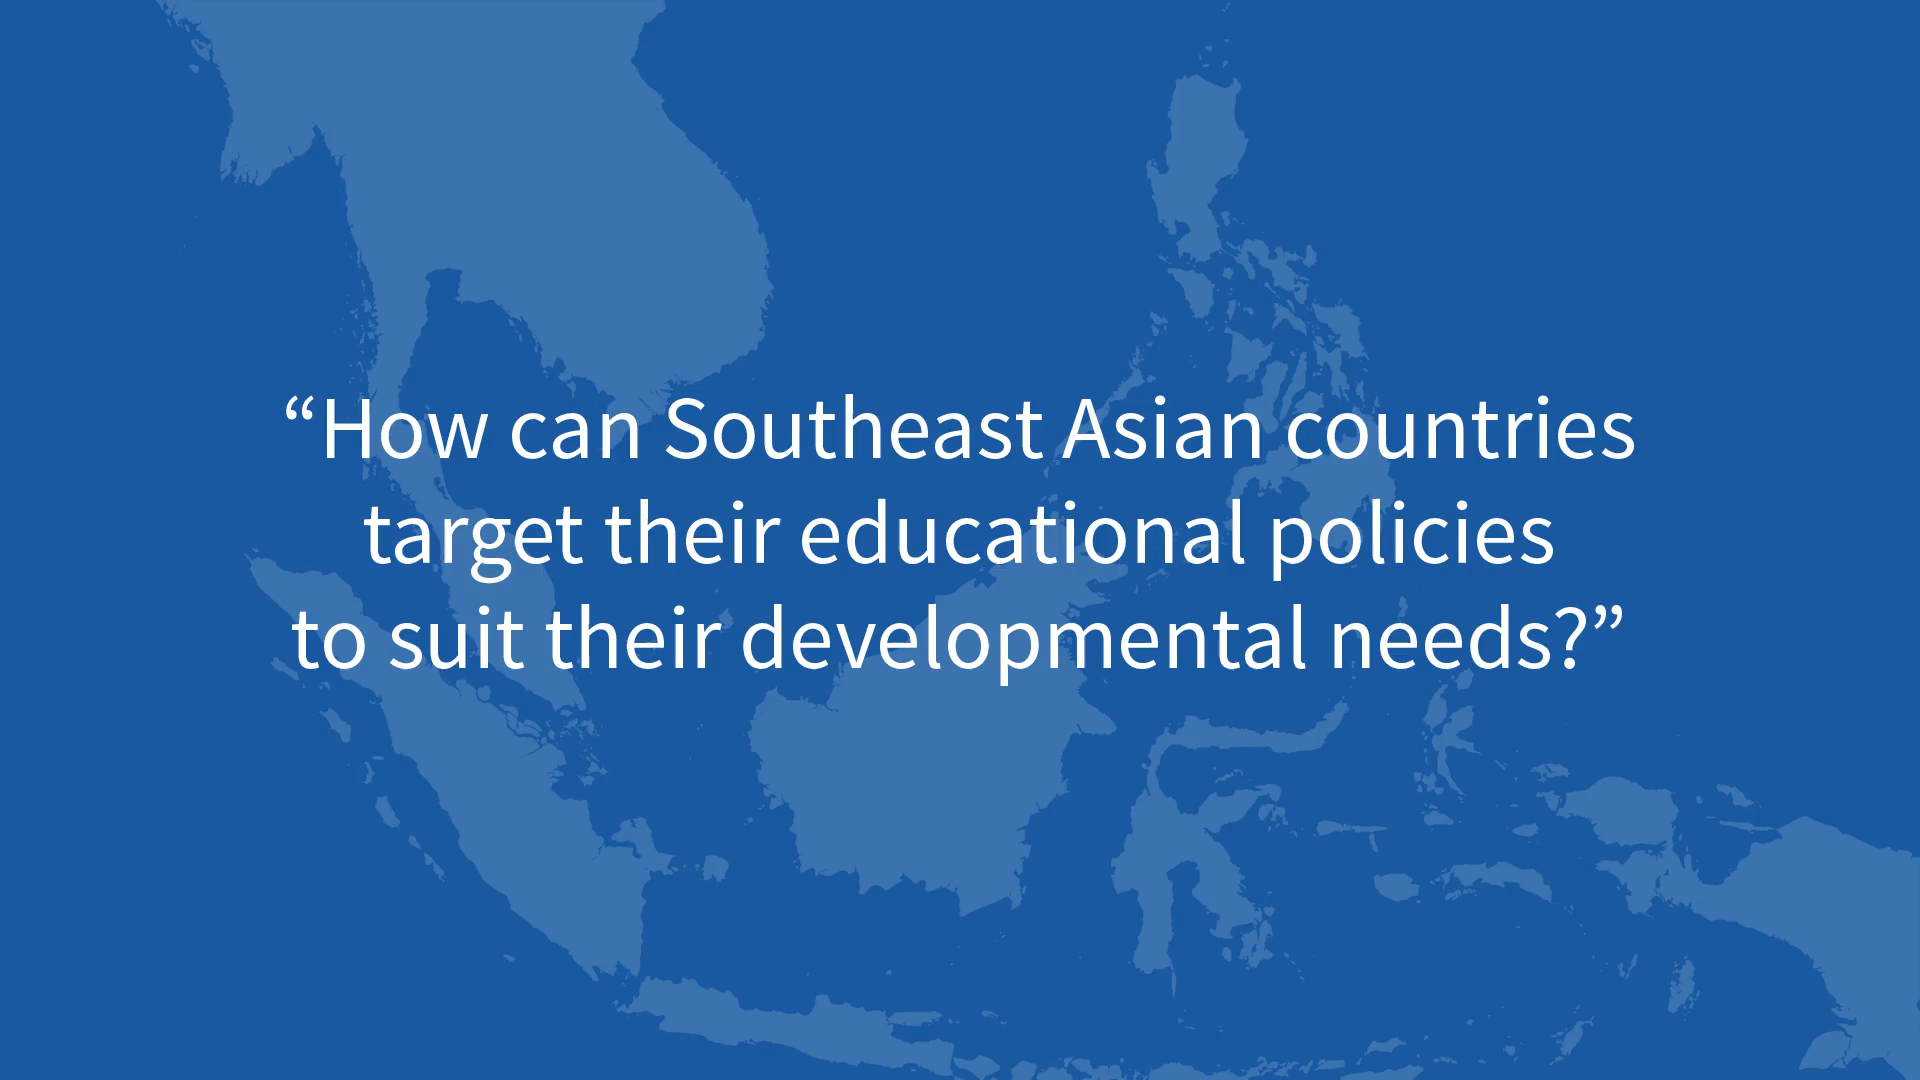 “How can Southeast Asian countries
target their educational policies
to suit their developmental needs?”